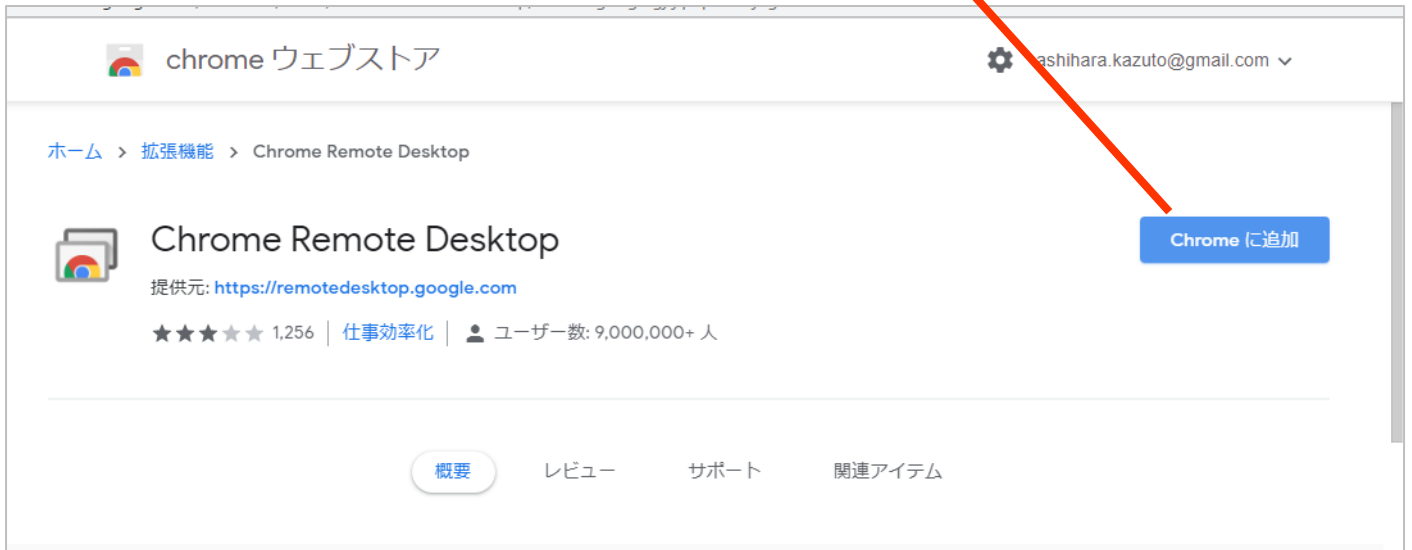 chrome ウェブストア
ashihara.kazuto@gmail.com
ホーム > 拡張機能 > Chrome Remote Desktop
Chrome Remote Desktop
Chrome に追加
提供元: https://remotedesktop.google.com
1,256 仕事効率化 ユーザー数: 9,000,000+ 人
概要 レビュー サポート 関連アイテム